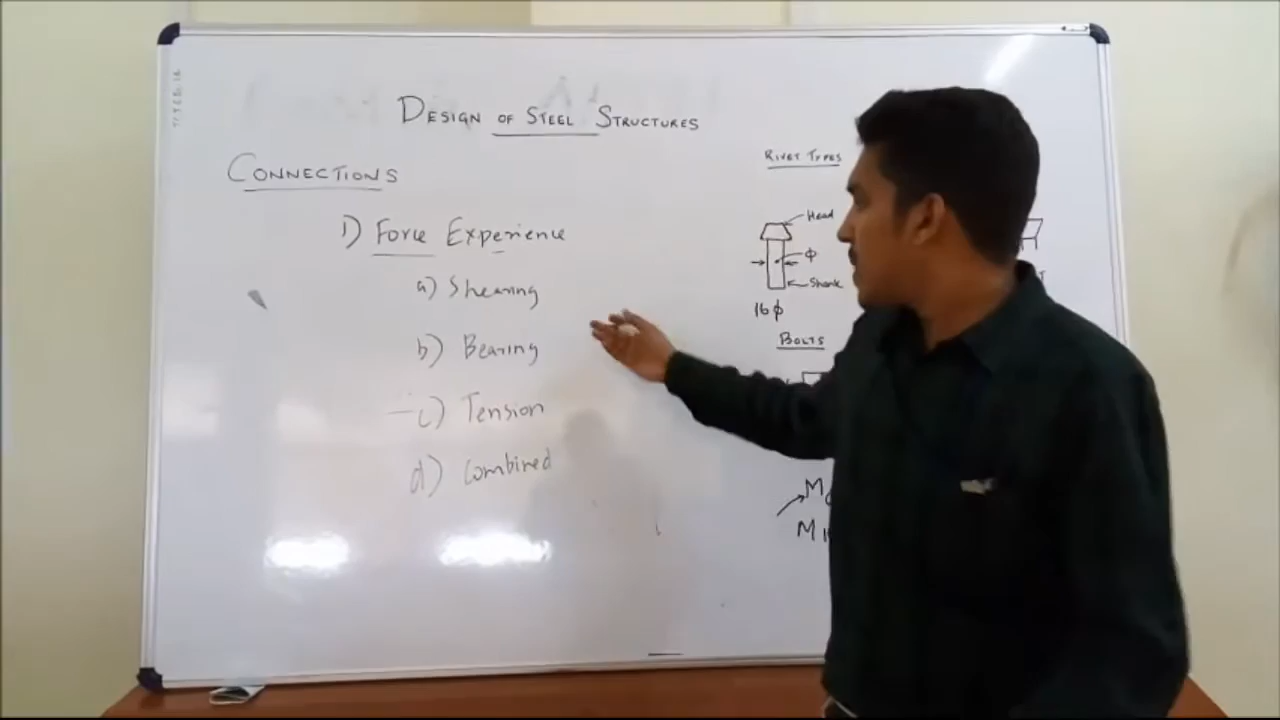 DESIGN OF STEEL STRUCTURES
CONNECTIONS
1) Force Experience
a) Shearing
b) Bearing
c) Tension
d) Combined
RIVET TYPES
Head
ϕ
Shank
16 ϕ
BOLTS
M
M